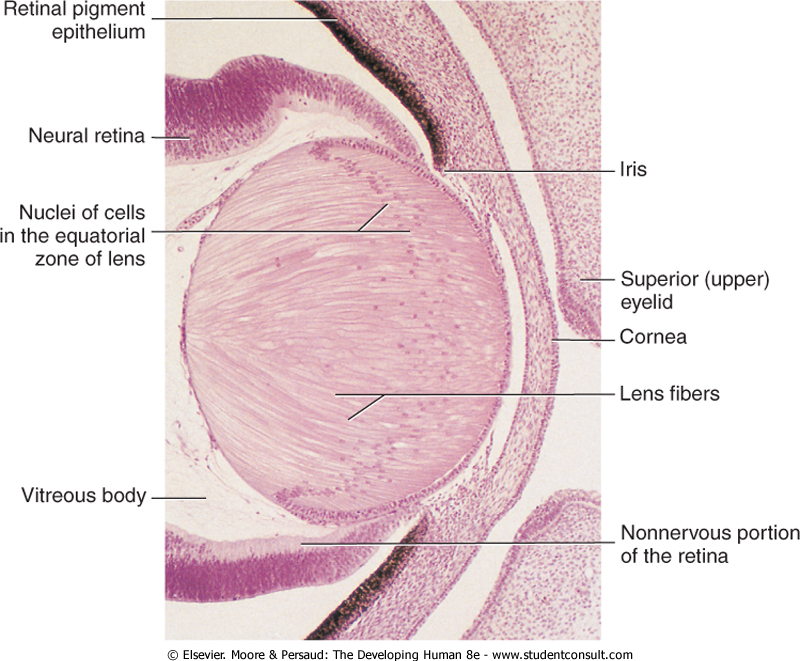 Retinal pigment
epithelium
Neural retina
Nuclei of cells
in the equatorial
zone of lens
Vitreous body
Iris
Superior (upper)
eyelid
Cornea
Lens fibers
Nonnervous portion
of the retina
© Elsevier. Moore & Persaud: The Developing Human 8e - www.studentconsult.com